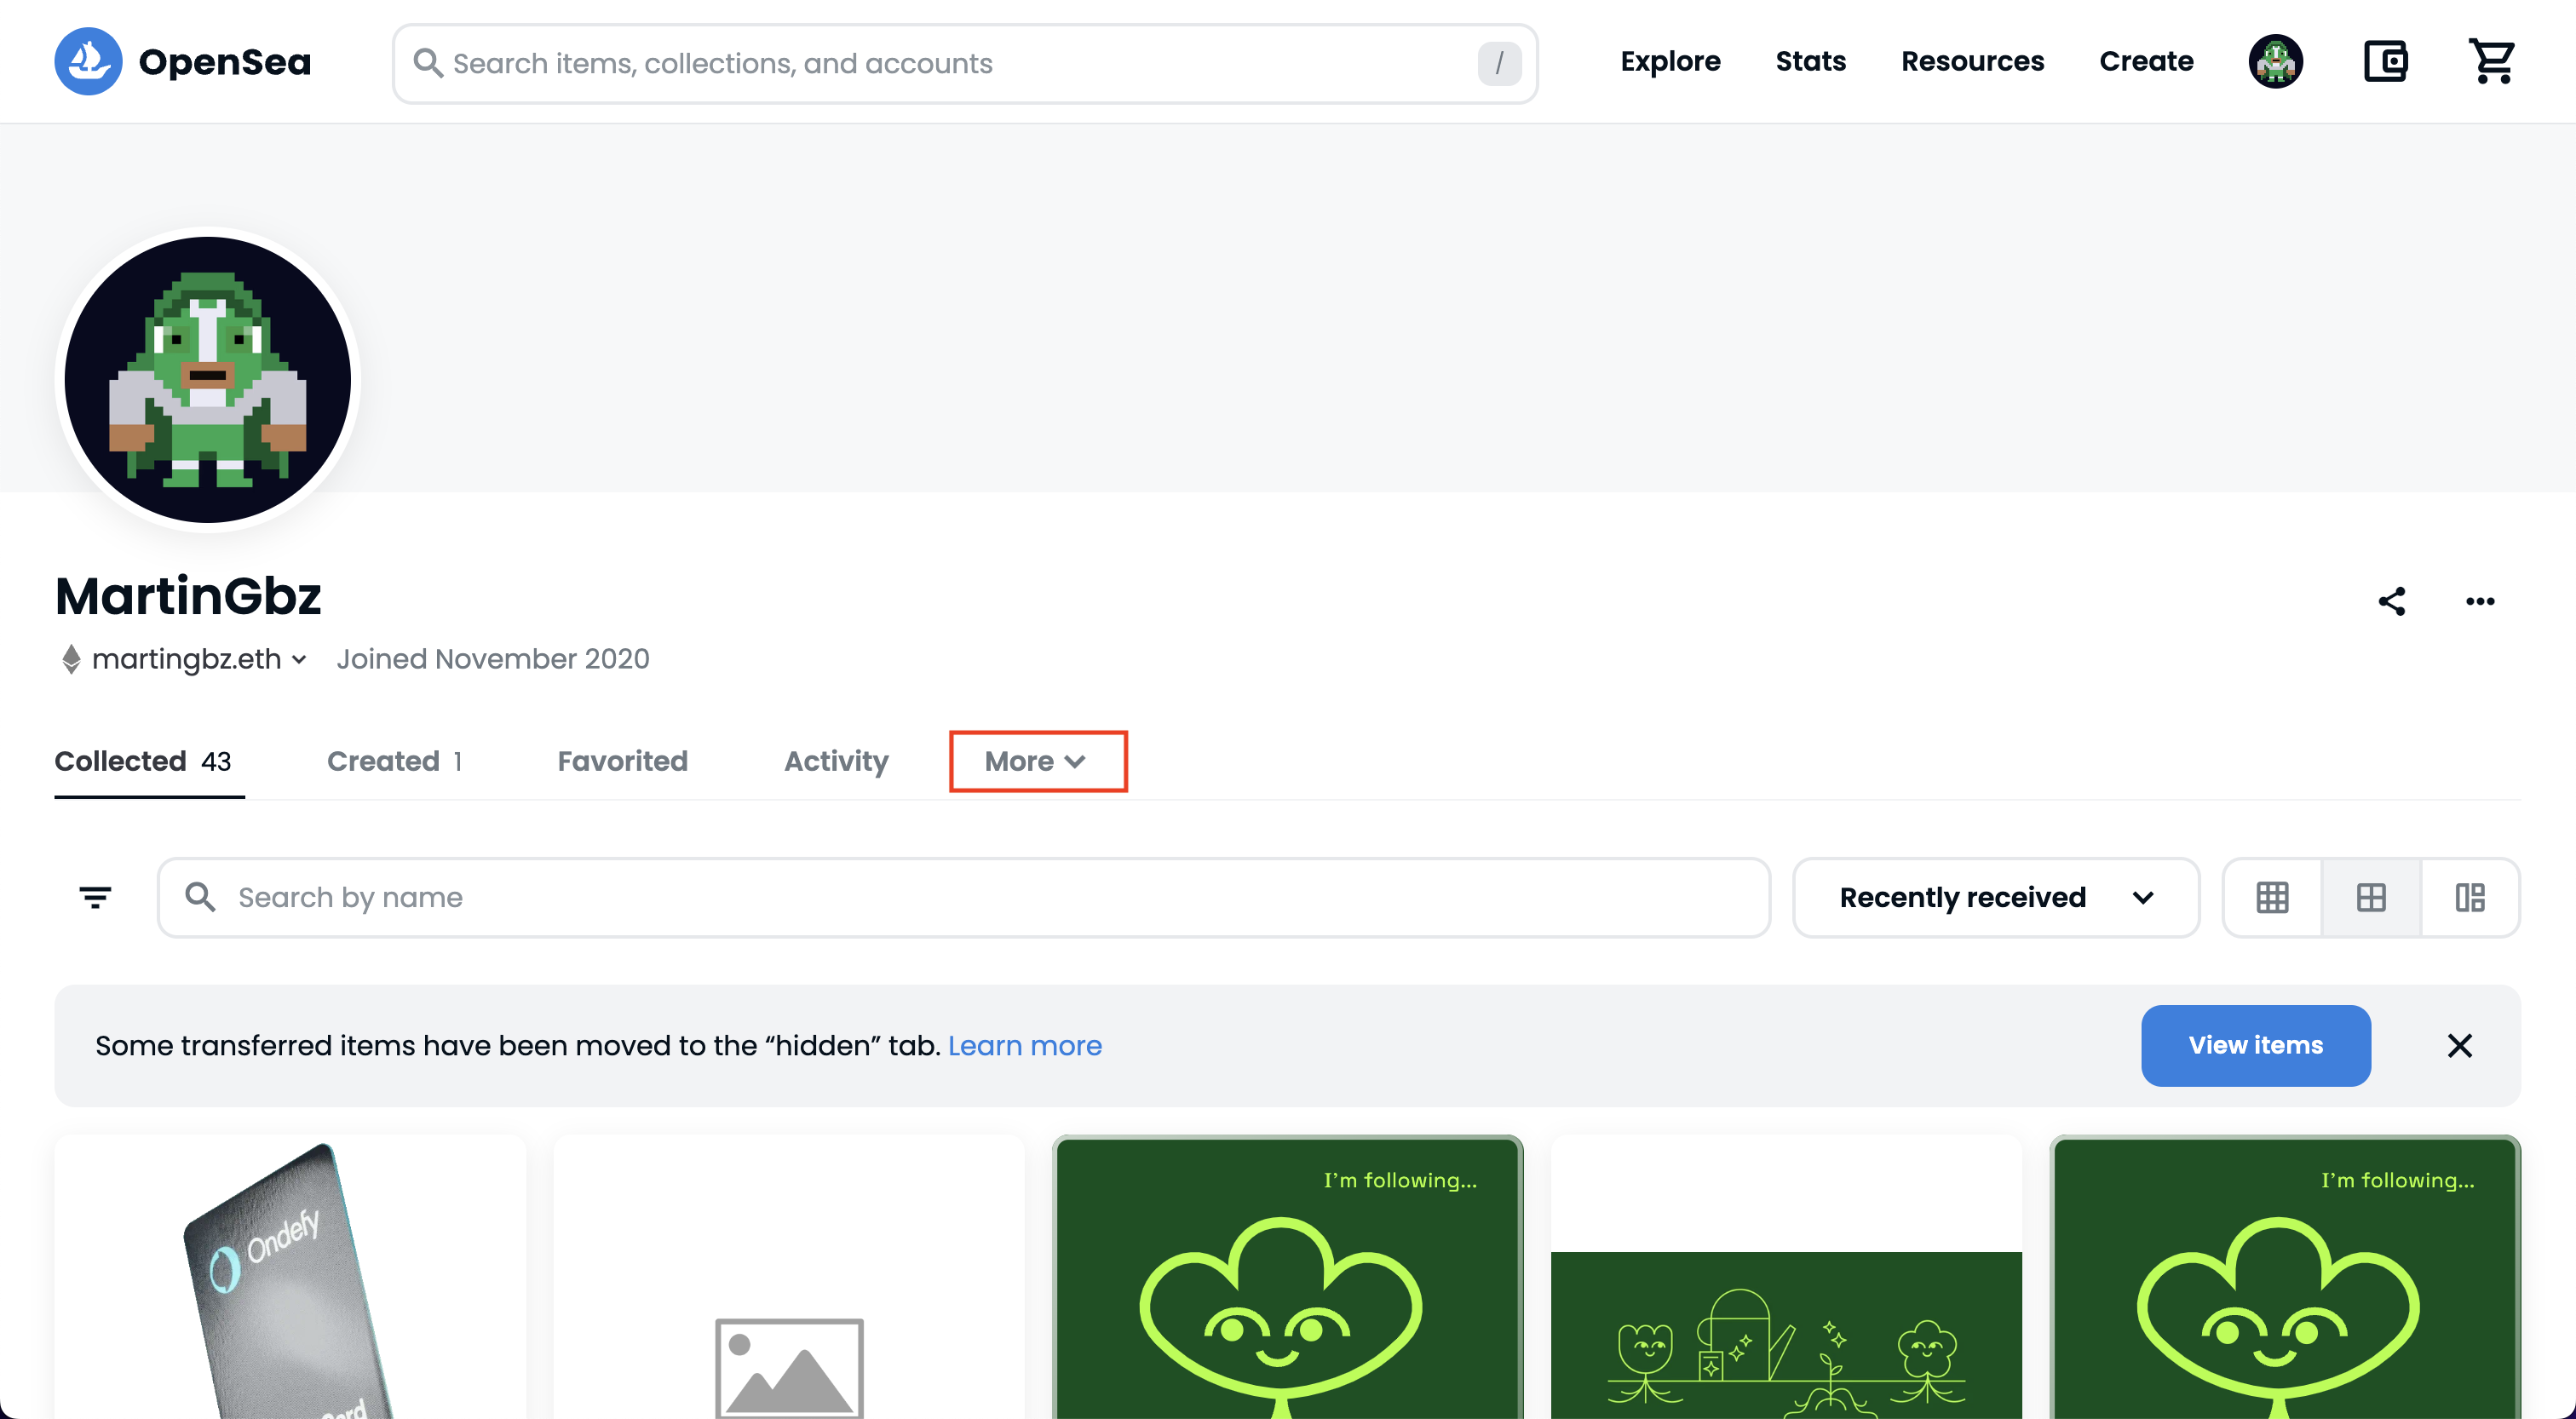 OpenSea
Search items, collections, and accounts
/
Explore
Stats
Resources
Create
MartinGbz
martingbz.eth
Joined November 2020
Collected 43
Created 1
Favorited
Activity
More
Search by name
Recently received
Some transferred items have been moved to the “hidden” tab. Learn more
View items
I'm following...
I'm following...
Ondefy